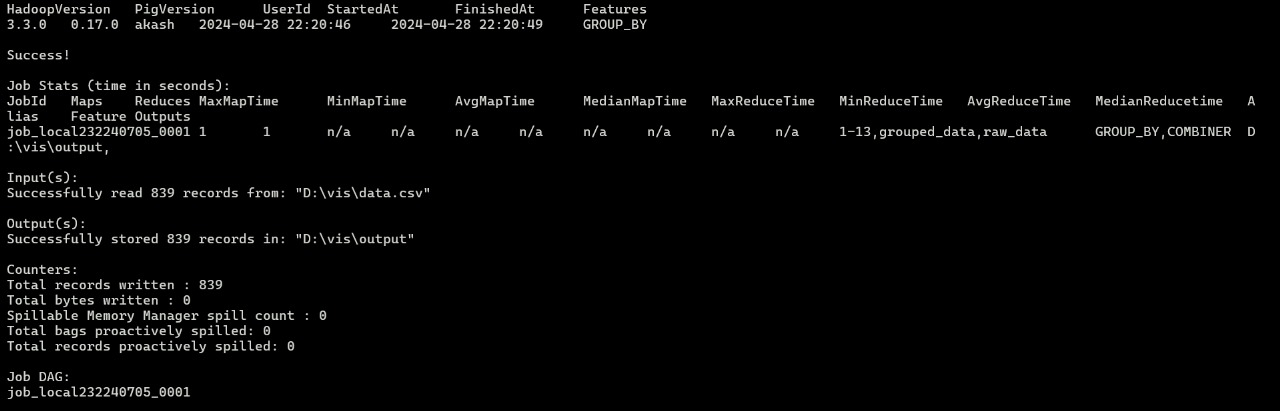 HadoopVersion   PigVersion      UserId  StartedAt       FinishedAt      Features
3.3.0   0.17.0  akash   2024-04-28 22:20:46     2024-04-28 22:20:49     GROUP_BY
Success!
Job Stats (time in seconds):
JobId   Maps    Reduces MaxMapTime      MinMapTime      AvgMapTime      MedianMapTime   MaxReduceTime   MinReduceTime   AvgReduceTime   MedianReducetime        A
lias    Feature Outputs
job_local232240705_0001 1       1       n/a     n/a     n/a     n/a     n/a     n/a     n/a     n/a     1-13,grouped_data,raw_data      GROUP_BY,COMBINER       D
:\vis\output,
Input(s):
Successfully read 839 records from: "D:\vis\data.csv"
Output(s):
Successfully stored 839 records in: "D:\vis\output"
Counters:
Total records written : 839
Total bytes written : 0
Spillable Memory Manager spill count : 0
Total bags proactively spilled: 0
Total records proactively spilled: 0
Job DAG:
job_local232240705_0001